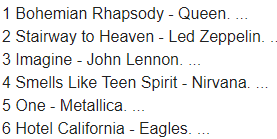 1 Bohemian Rhapsody - Queen. ...
2 Stairway to Heaven - Led Zeppelin. ..
3 Imagine - John Lennon. ...
4 Smells Like Teen Spirit - Nirvana. ...
5 One - Metallica. ...
6 Hotel California - Eagles. ...